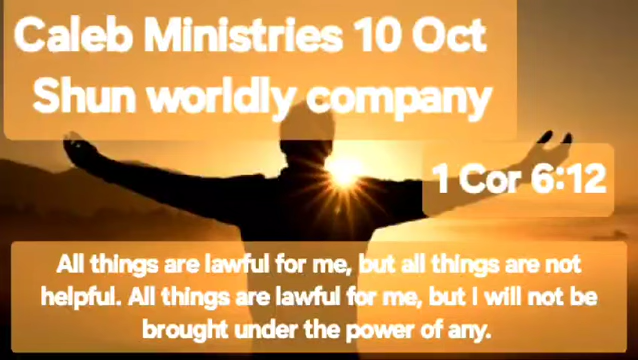 Caleb Ministries 10 Oct
Shun worldly company
1 Cor 6:12
All things are lawful for me, but all things are not
helpful. All things are lawful for me, but I will not be
brought under the power of any.